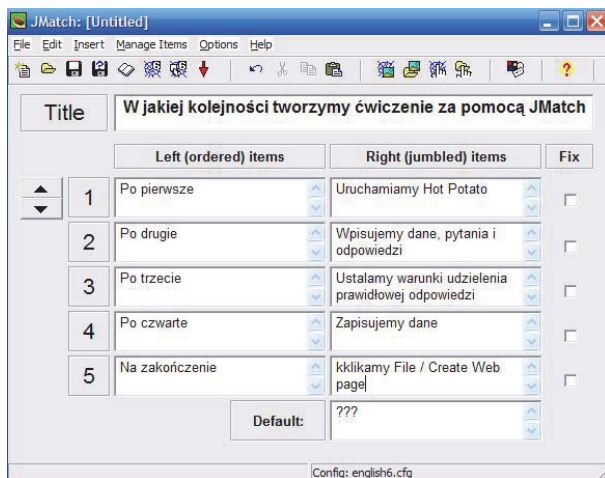 JMatch: [Untitled]
File Edit Insert Manage Items Options Help
Title W jakiej kolejności tworzymy ćwiczenie za pomocą JMatch
Left (ordered) items Right (jumbled) items Fix
1 Po pierwsze Uruchamiamy Hot Potato
2 Po drugie Wpisujemy dane, pytania i
odpowiedzi
3 Po trzecie Ustalamy warunki udzielenia
prawidłowej odpowiedzi
4 Po czwarte Zapisujemy dane
5 Na zakończenie kklikamy File / Create Web
page
Default: ???
Config: english6.cfg